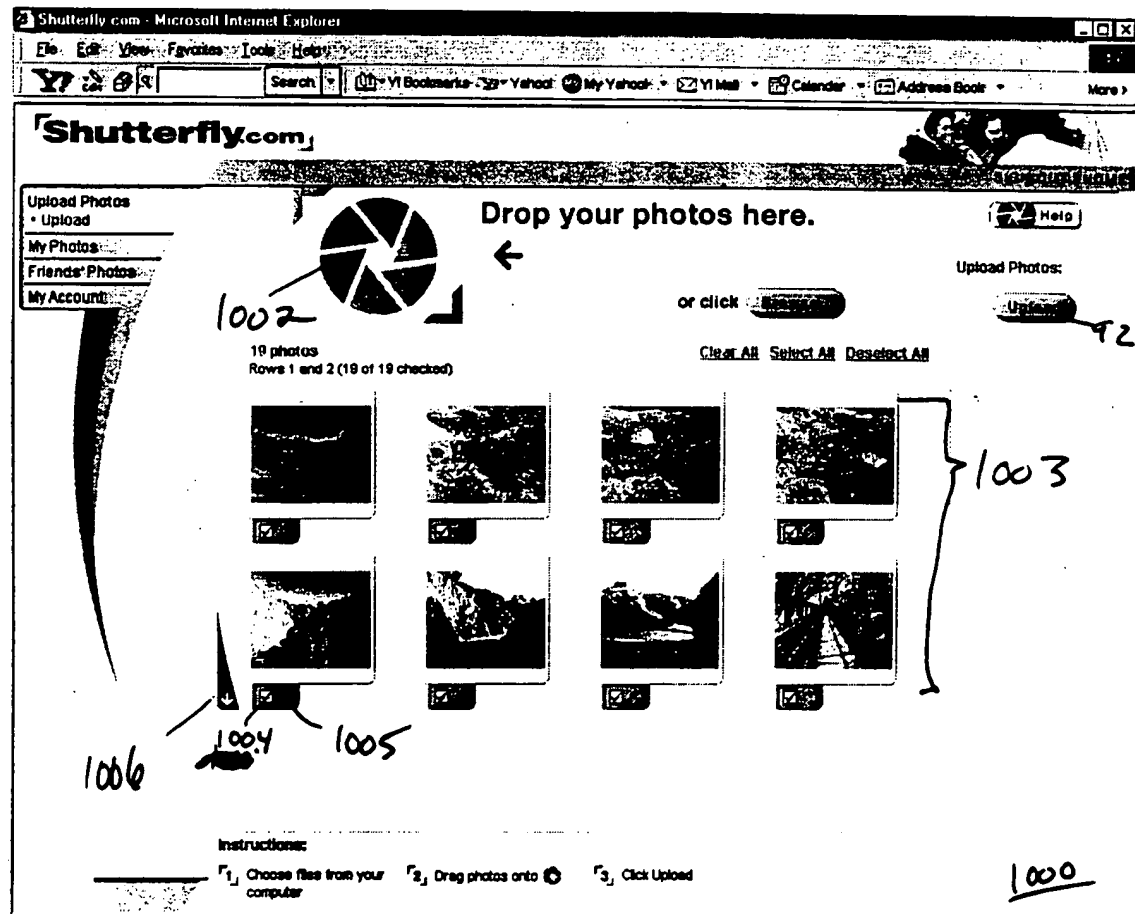 Shutterfly.com - Microsoft Internet Explorer
File Edit View Favorites Tools Help
Y! Search Y! Bookmarks Yahoo! My Yahoo! Y! Mail Calendar Address Book More >
Shutterfly.com
Upload Photos
• Upload
My Photos
Friends' Photos
My Account
Drop your photos here.
Help
Upload Photos:
or click
Upload
1002
92
19 photos
Clear All Select All Deselect All
Rows 1 and 2 (19 of 19 checked)
1003
1004
1005
1006
Instructions:
1 Choose files from your computer
2 Drag photos onto
3 Click Upload
1000